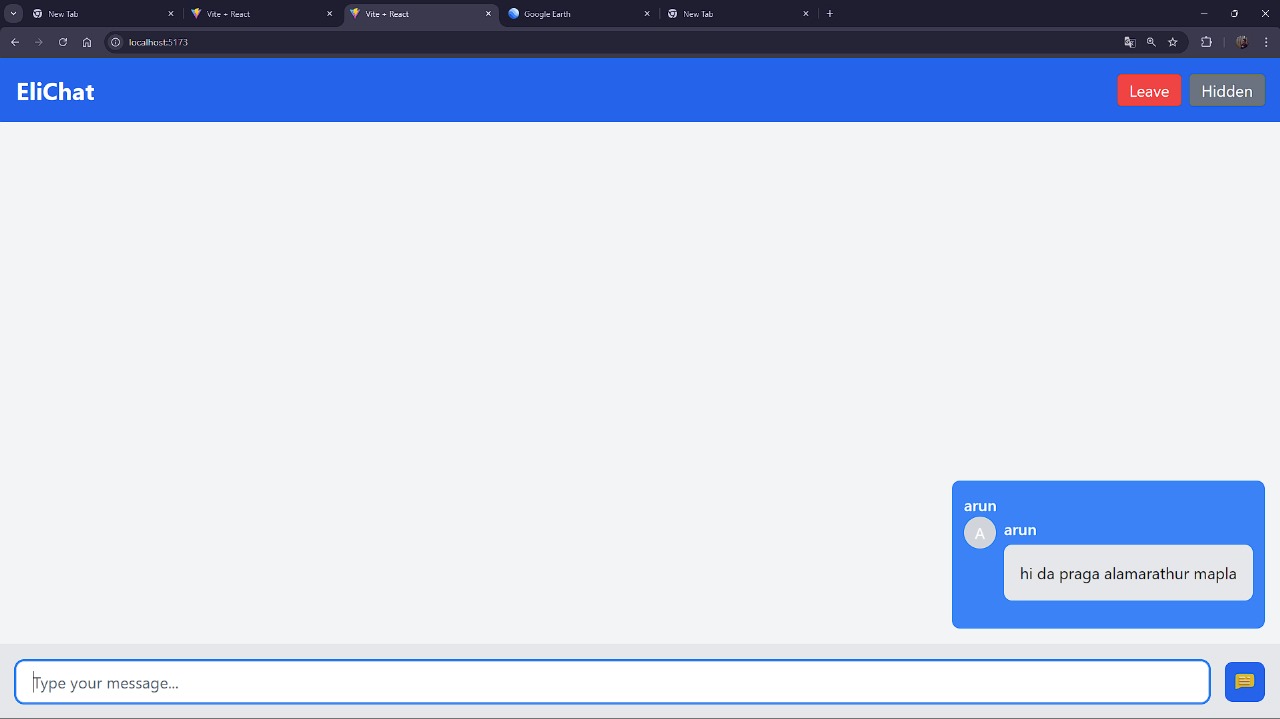 New Tab
Vite + React
Vite + React
Google Earth
New Tab
localhost:5173
EliChat
Leave
Hidden
arun
A
arun
hi da praga alamarathur mapla
Type your message...